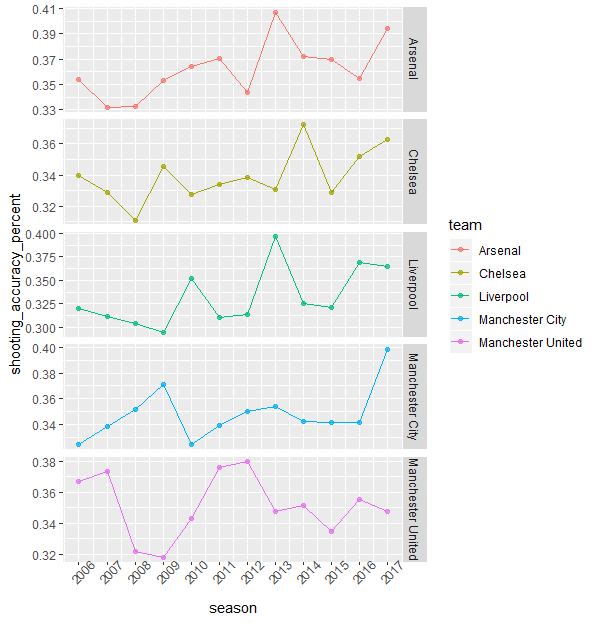 shooting_accuracy_percent
0.41
0.39
0.37
0.35
0.33
Arsenal
0.36
0.34
0.32
Chelsea
0.400
0.375
0.350
0.325
0.300
Liverpool
0.40
0.38
0.36
0.34
Manchester City
0.38
0.36
0.34
0.32
Manchester United
2006 2007 2008 2009 2010 2011 2012 2013 2014 2015 2016 2017
season
team
Arsenal
Chelsea
Liverpool
Manchester City
Manchester United